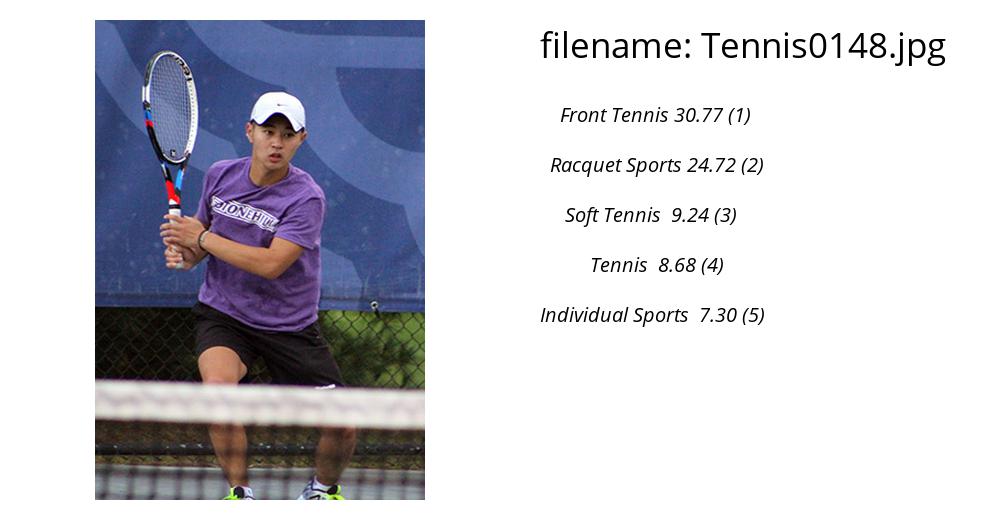 filename: Tennis0148.jpg
Front Tennis 30.77 (1)
Racquet Sports 24.72 (2)
Soft Tennis 9.24 (3)
Tennis 8.68 (4)
Individual Sports 7.30 (5)
STONEHILL